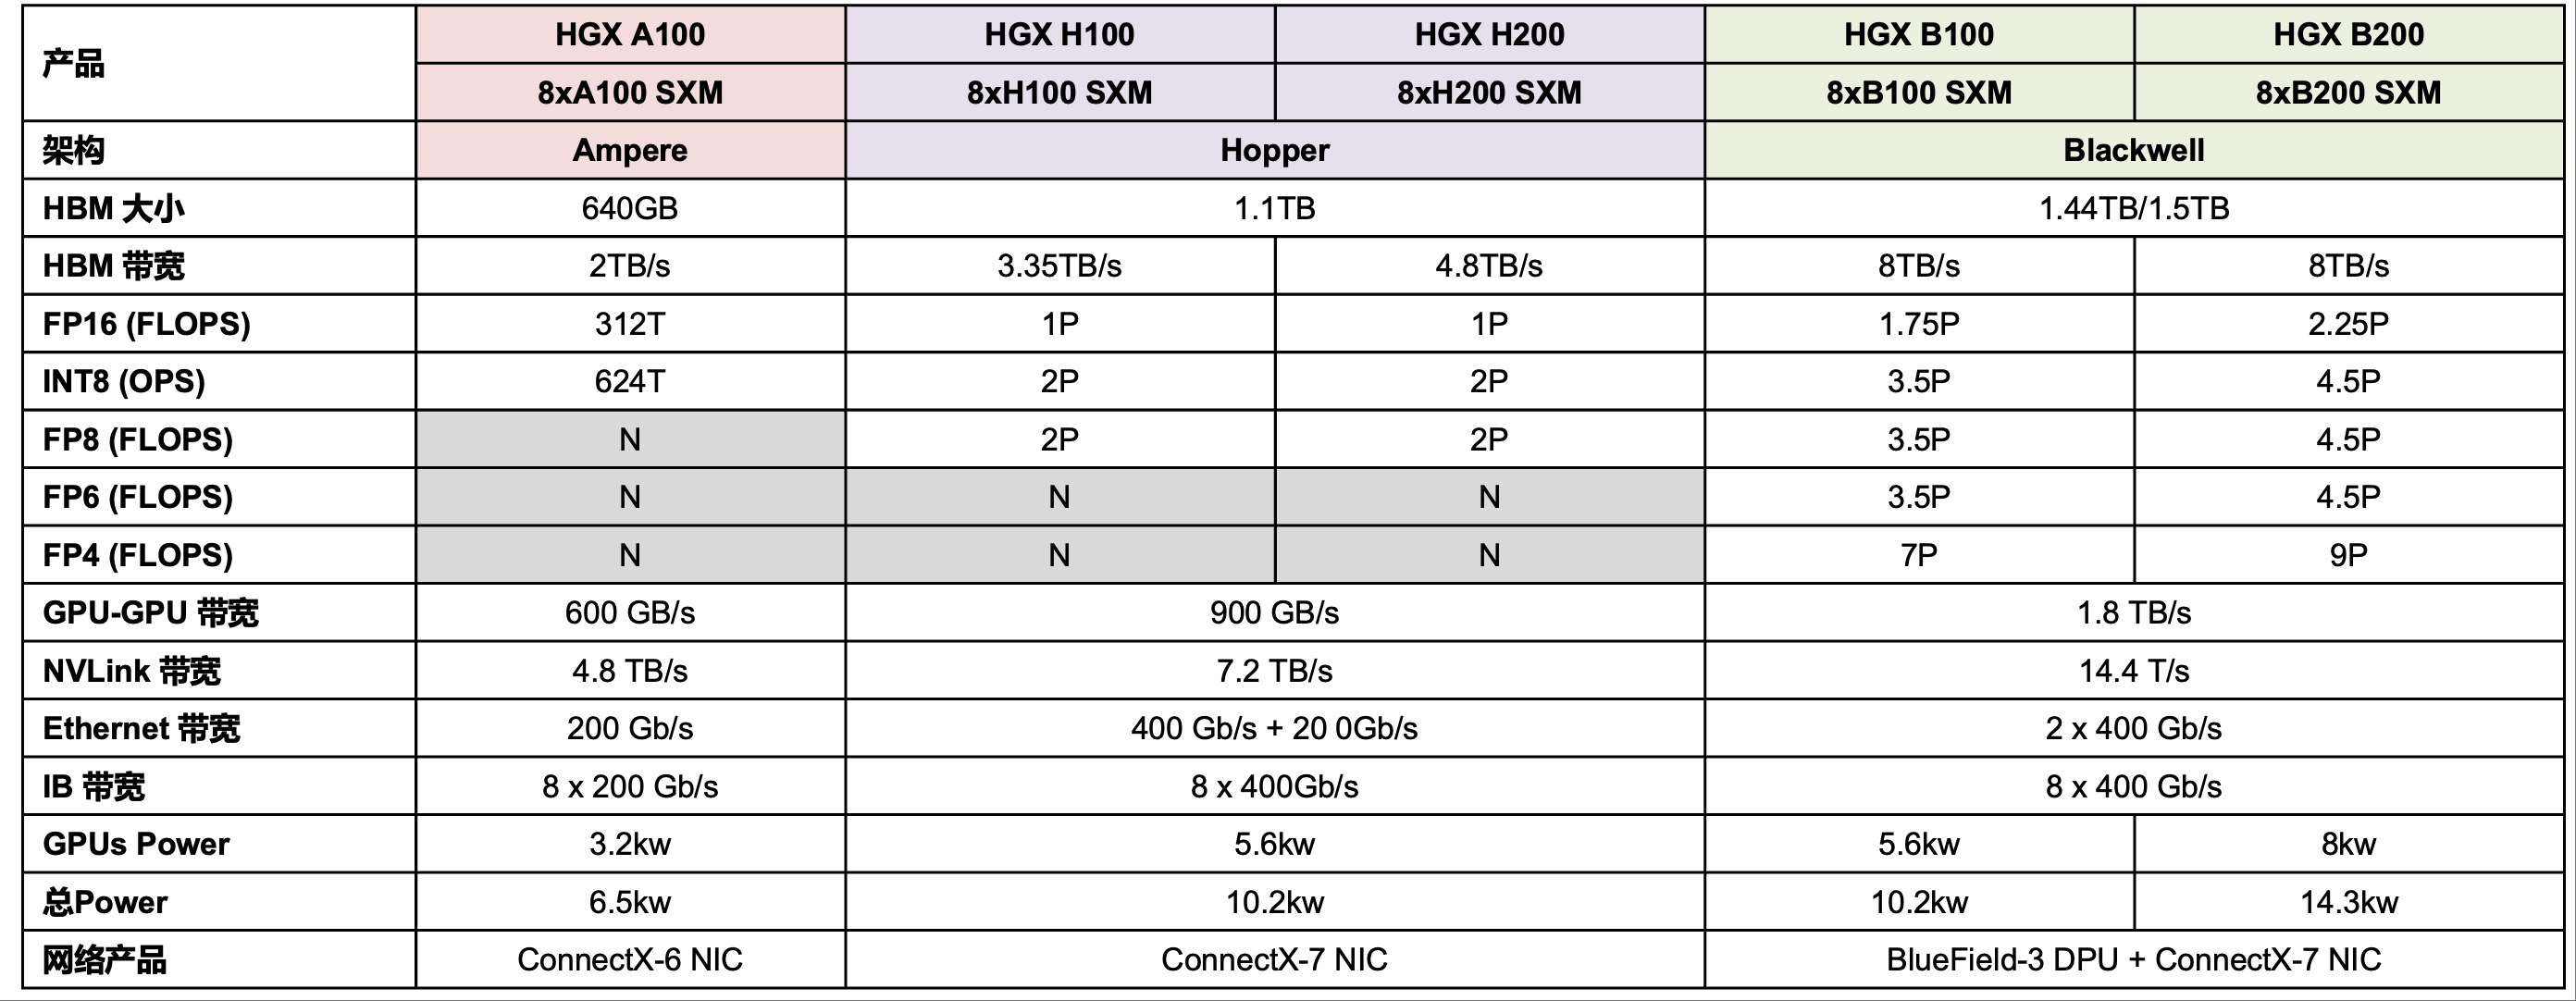 产品 HGX A100 HGX H100 HGX H200 HGX B100 HGX B200
8xA100 SXM 8xH100 SXM 8xH200 SXM 8xB100 SXM 8xB200 SXM
架构 Ampere Hopper Blackwell
HBM 大小 640GB 1.1TB 1.44TB/1.5TB
HBM 带宽 2TB/s 3.35TB/s 4.8TB/s 8TB/s 8TB/s
FP16 (FLOPS) 312T 1P 1P 1.75P 2.25P
INT8 (OPS) 624T 2P 2P 3.5P 4.5P
FP8 (FLOPS) N 2P 2P 3.5P 4.5P
FP6 (FLOPS) N N N 3.5P 4.5P
FP4 (FLOPS) N N N 7P 9P
GPU-GPU 带宽 600 GB/s 900 GB/s 1.8 TB/s
NVLink 带宽 4.8 TB/s 7.2 TB/s 14.4 T/s
Ethernet 带宽 200 Gb/s 400 Gb/s + 20 0Gb/s 2 x 400 Gb/s
IB 带宽 8 x 200 Gb/s 8 x 400Gb/s 8 x 400 Gb/s
GPUs Power 3.2kw 5.6kw 5.6kw 8kw
总Power 6.5kw 10.2kw 10.2kw 14.3kw
网络产品 ConnectX-6 NIC ConnectX-7 NIC BlueField-3 DPU + ConnectX-7 NIC